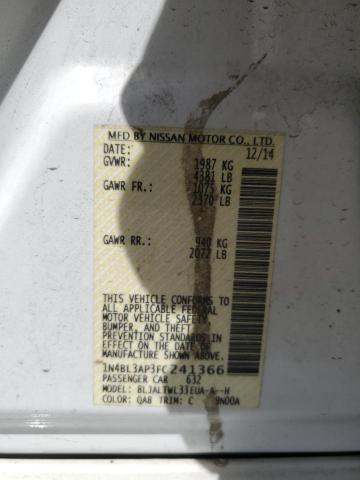 MFD BY NISSAN MOTOR CO., LTD.
DATE: 12/14
GVWR: 1987 KG
4381 LB
GAWR FR.: 1075 KG
2370 LB
GAWR RR.: 940 KG
2072 LB
THIS VEHICLE CONFORMS TO
ALL APPLICABLE FEDERAL
MOTOR VEHICLE SAFETY,
BUMPER, AND THEFT
PREVENTION STANDARDS IN
EFFECT ON THE DATE OF
MANUFACTURE SHOWN ABOVE.
1N4BL3AP3FC241366
PASSENGER CAR 632
MODEL: BLJALTWL33EUA-A--H
COLOR: QAB TRIM: C 9N00A